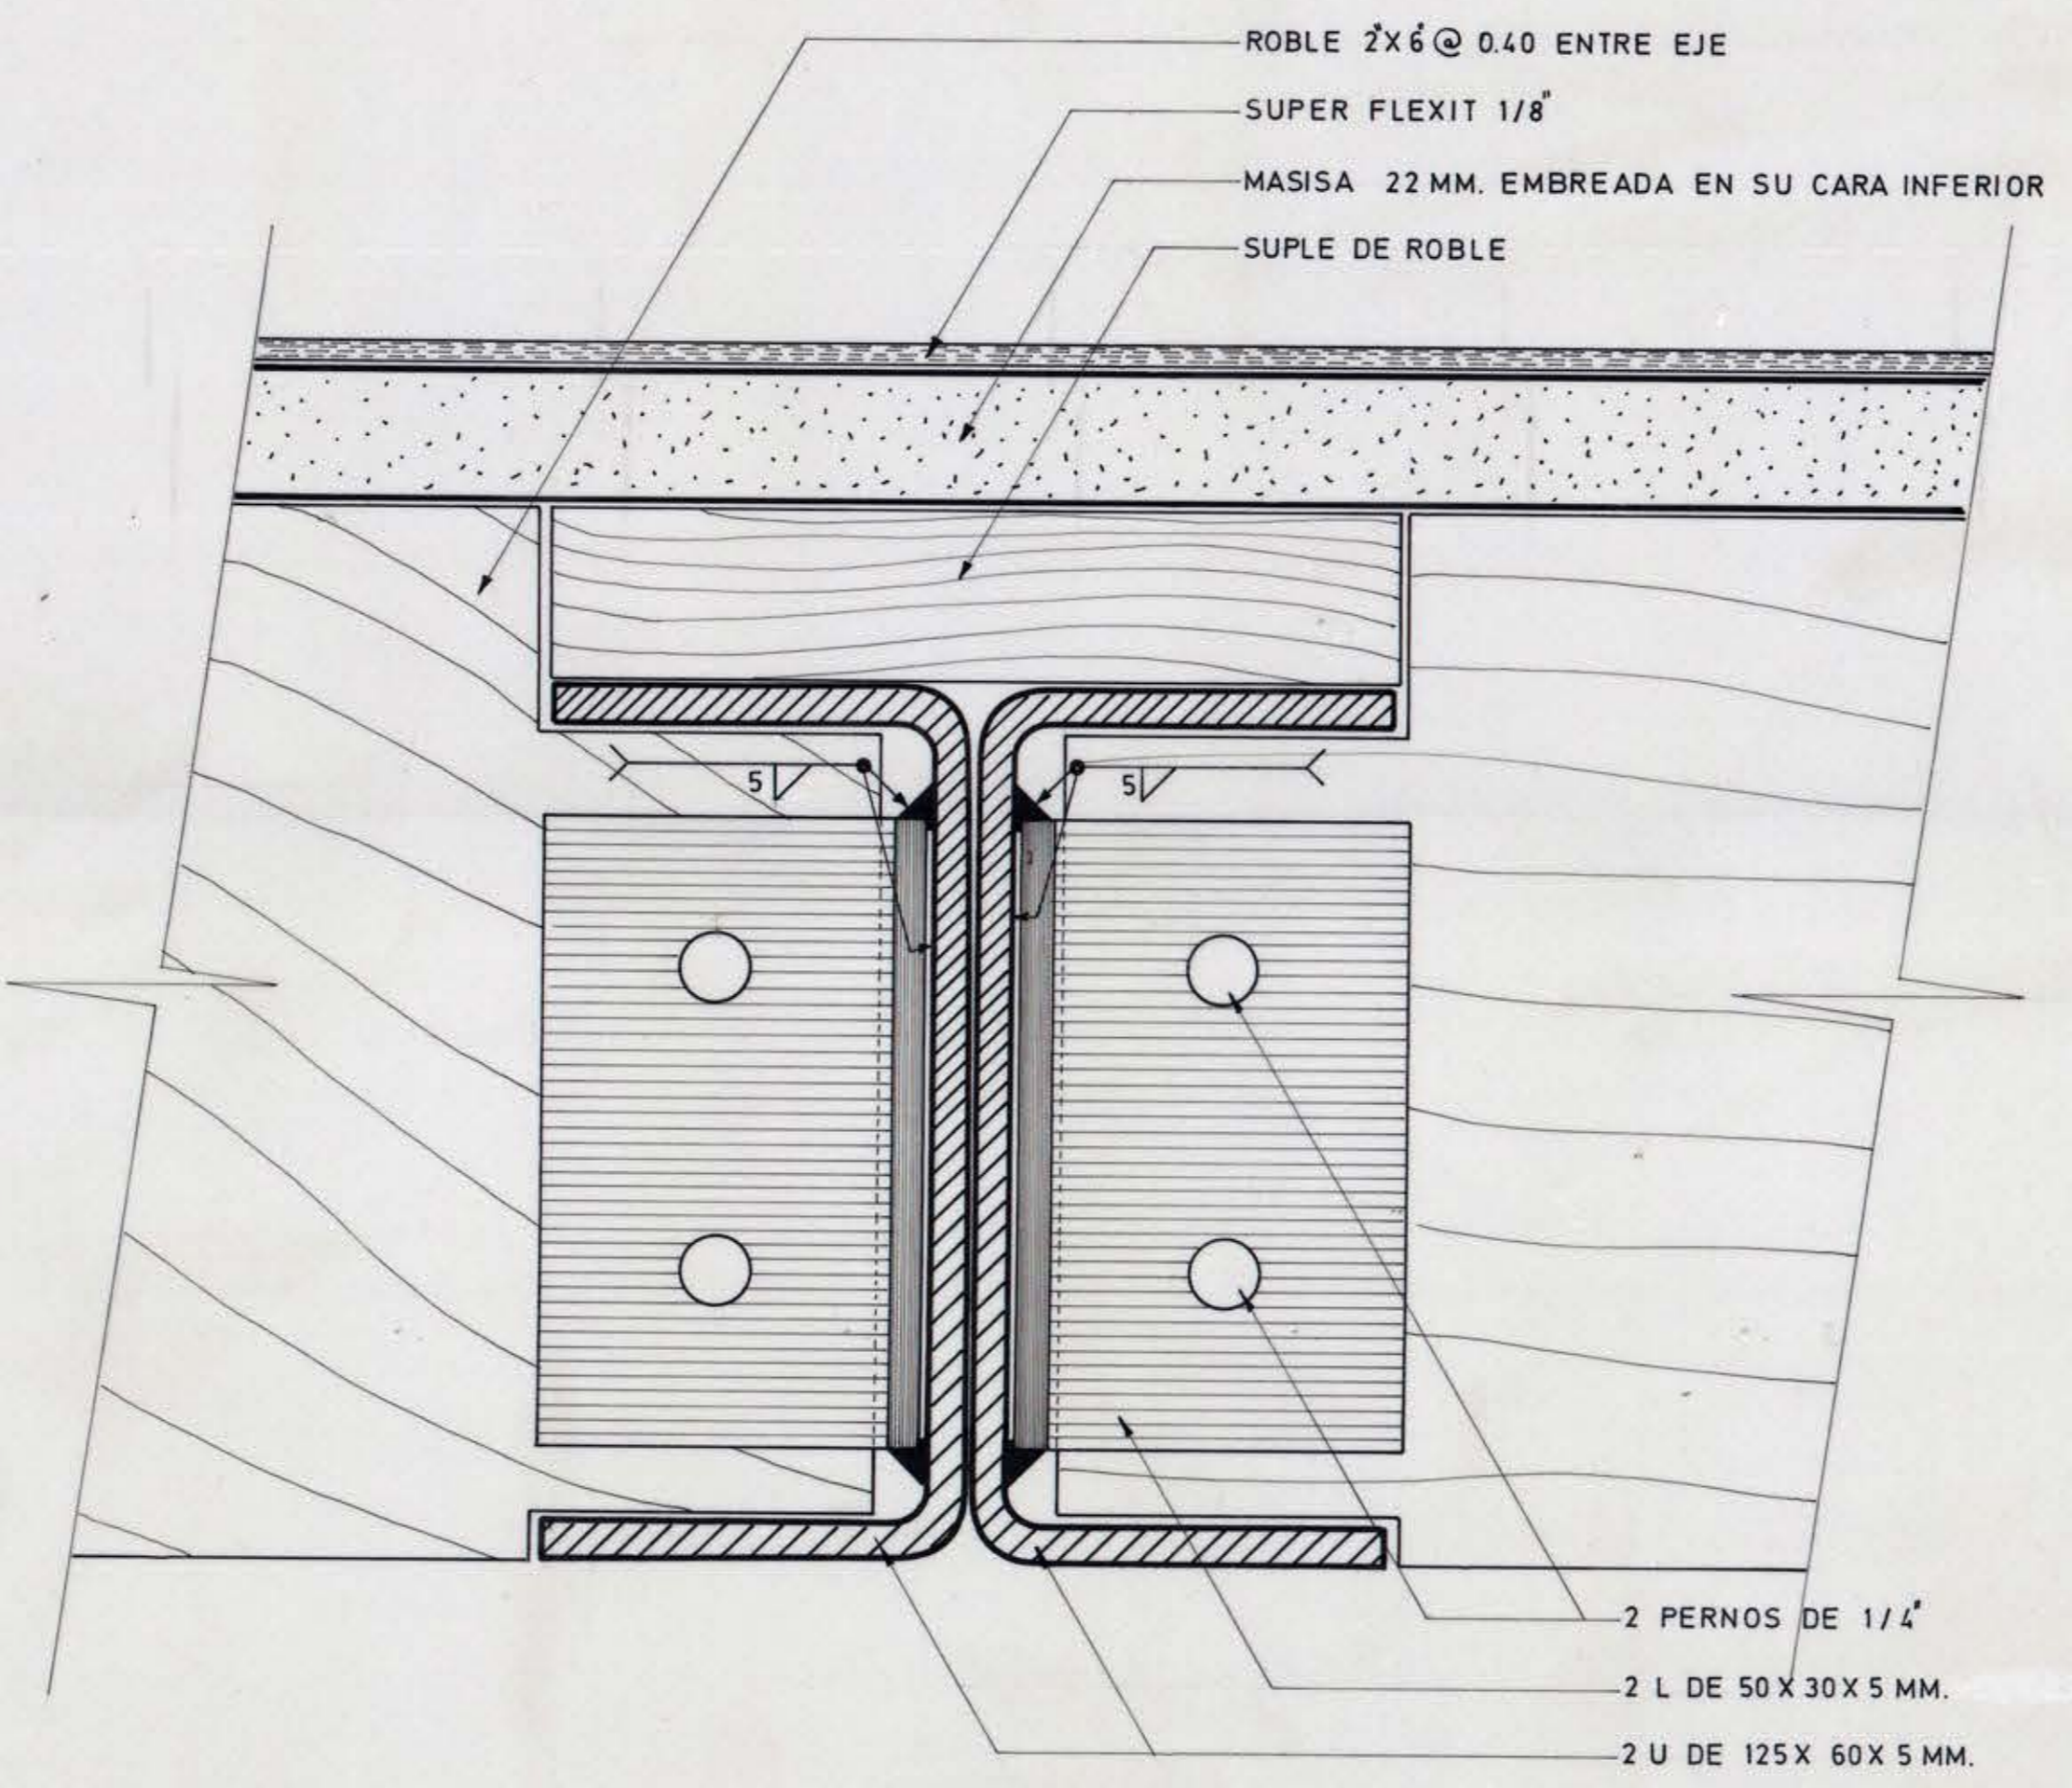 ROBLE 2"X6" @ 0.40 ENTRE EJE
SUPER FLEXIT 1/8"
MASISA 22 MM. EMBREADA EN SU CARA INFERIOR
SUPLE DE ROBLE
5
5
2 PERNOS DE 1/4"
2 L DE 50 X 30 X 5 MM.
2 U DE 125 X 60 X 5 MM.